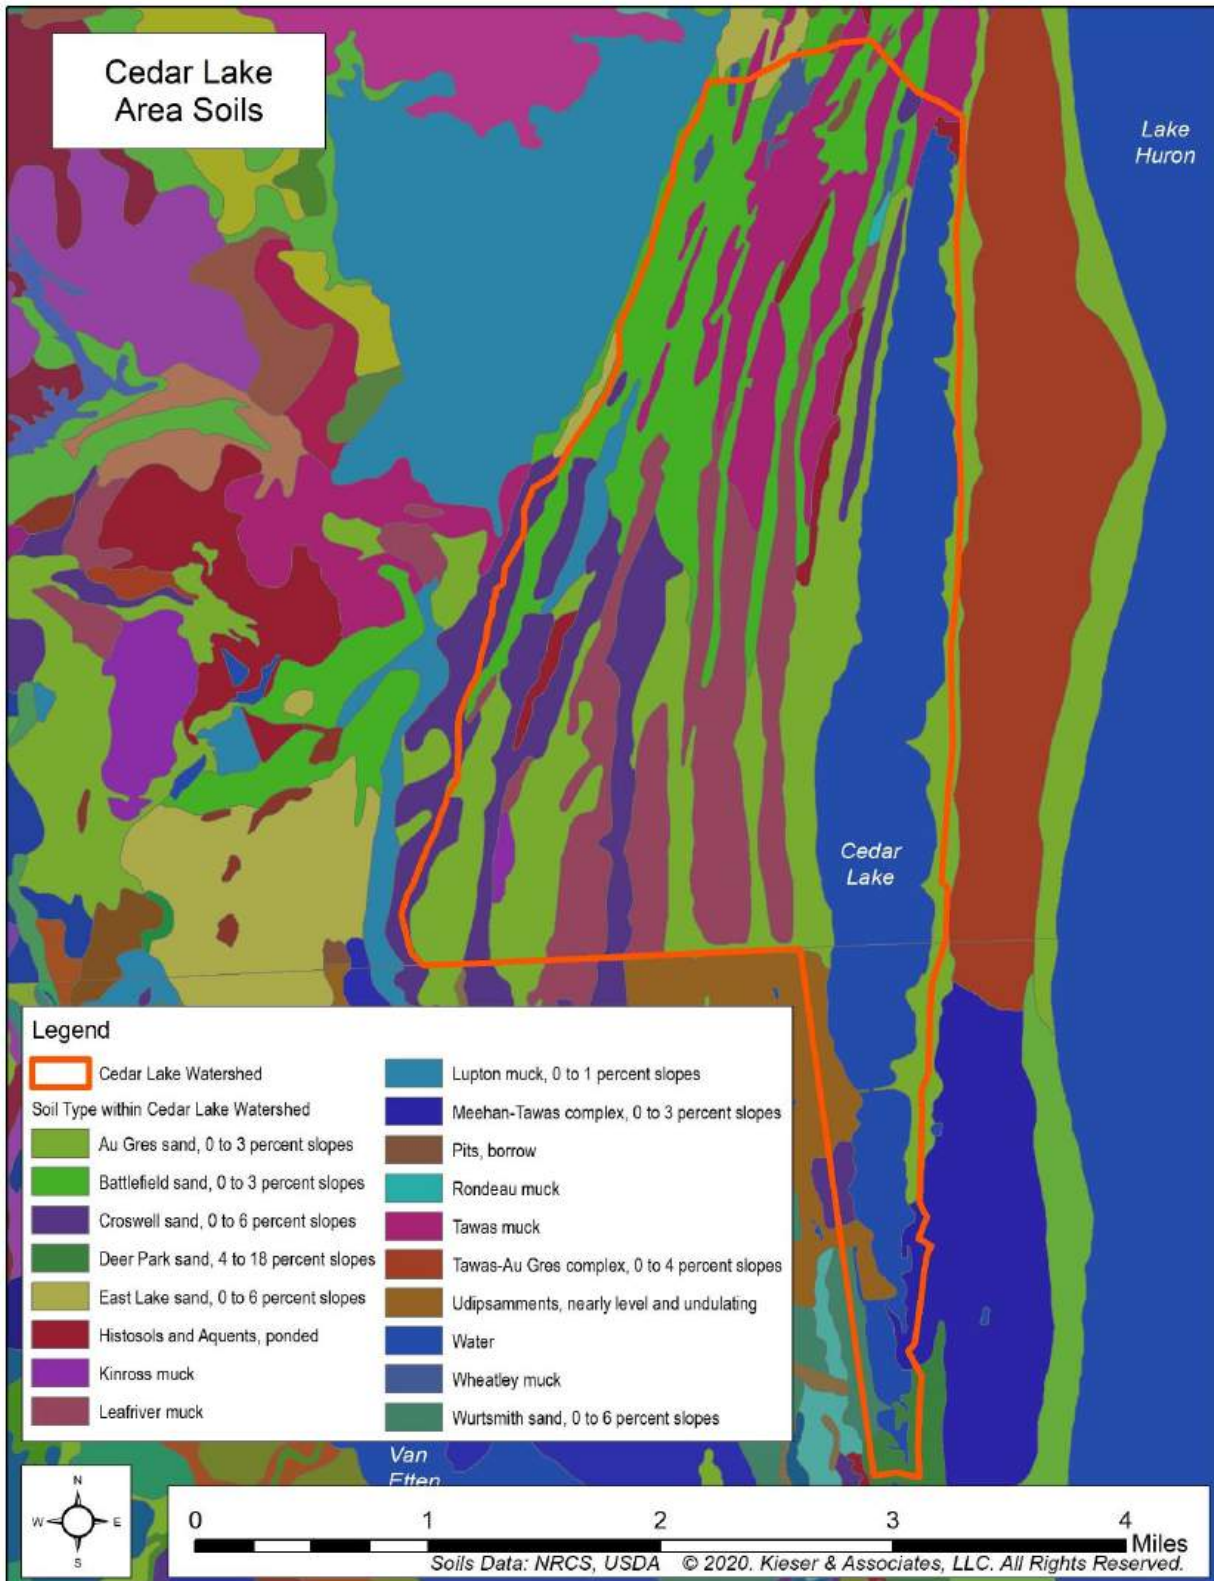 Cedar Lake
Area Soils
Lake
Huron
Cedar
Lake
Legend
Cedar Lake Watershed
Soil Type within Cedar Lake Watershed
Au Gres sand, 0 to 3 percent slopes
Battlefield sand, 0 to 3 percent slopes
Croswell sand, 0 to 6 percent slopes
Deer Park sand, 4 to 18 percent slopes
East Lake sand, 0 to 6 percent slopes
Histosols and Aquents, ponded
Kinross muck
Leafriver muck
Lupton muck, 0 to 1 percent slopes
Meehan-Tawas complex, 0 to 3 percent slopes
Pits, borrow
Rondeau muck
Tawas muck
Tawas-Au Gres complex, 0 to 4 percent slopes
Udipsamments, nearly level and undulating
Water
Wheatley muck
Wurtsmith sand, 0 to 6 percent slopes
Van
Etten
N
W E
S
0 1 2 3 4
Miles
Soils Data: NRCS, USDA © 2020. Kieser & Associates, LLC. All Rights Reserved.